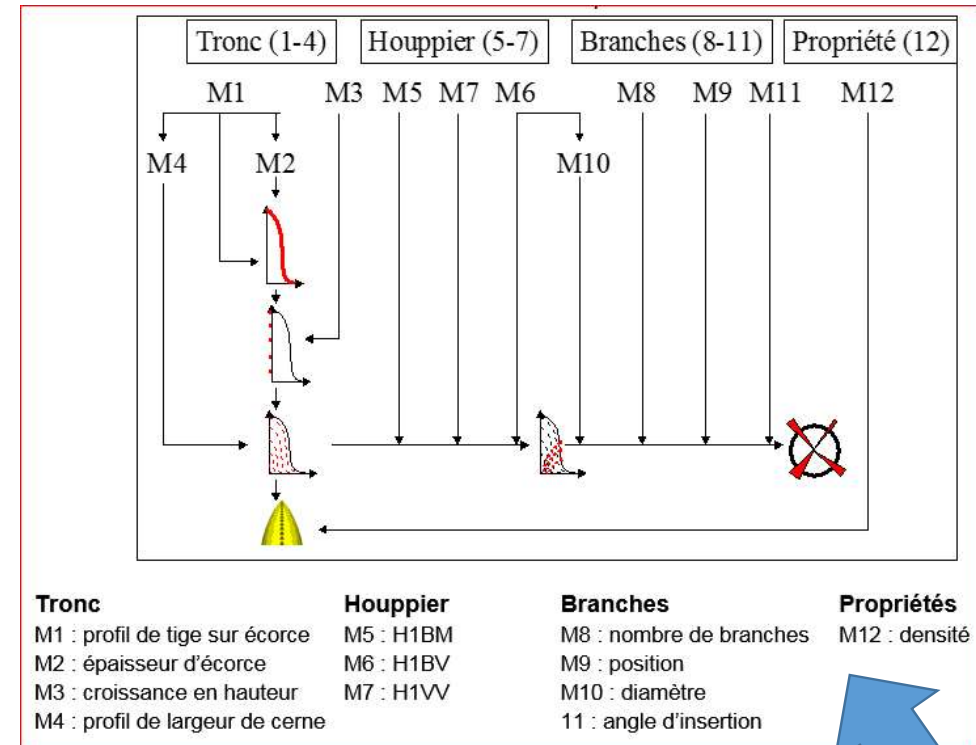 Tronc (1-4) Houppier (5-7) Branches (8-11) Propriété (12)
M1 M3 M5 M7 M6 M8 M9 M11 M12
M4 M2 M10
Tronc
M1 : profil de tige sur écorce
M2 : épaisseur d'écorce
M3 : croissance en hauteur
M4 : profil de largeur de cerne
Houppier
M5 : H1BM
M6 : H1BV
M7 : H1VV
Branches
M8 : nombre de branches
M9 : position
M10 : diamètre
11 : angle d'insertion
Propriétés
M12 : densité